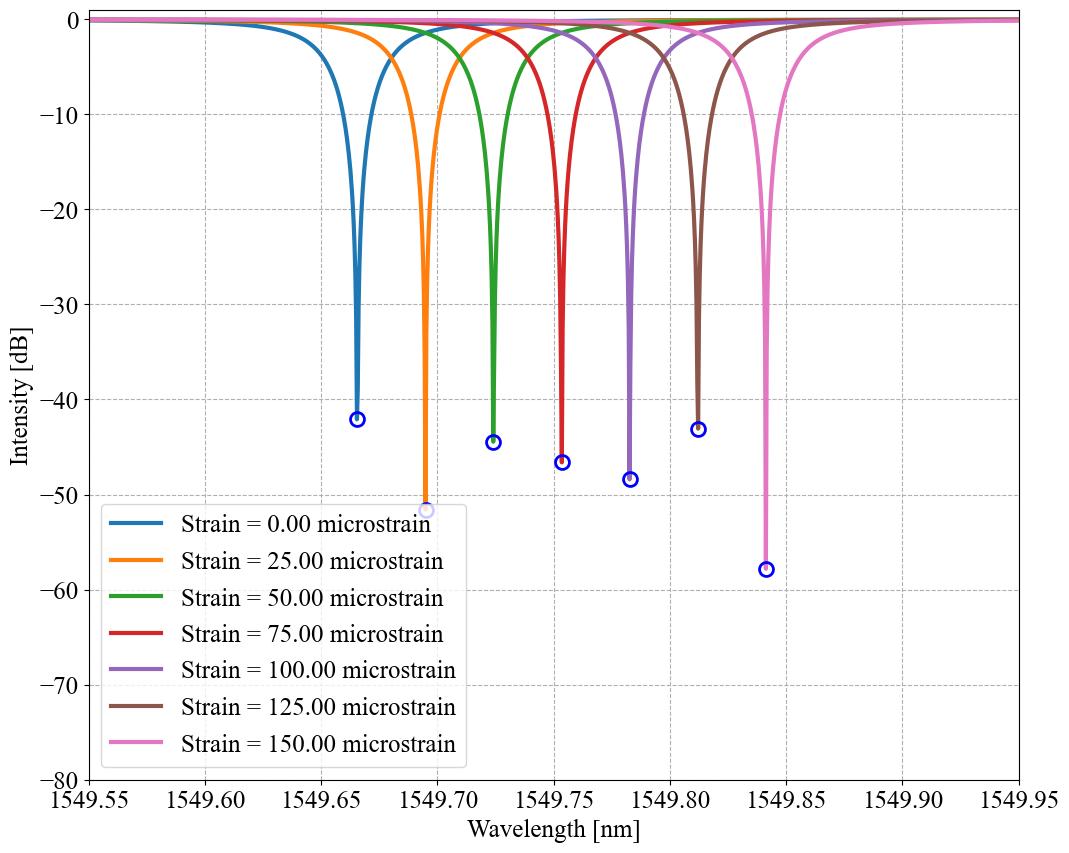 0
−10
−20
−30
−40
−50
−60
−70
−80
Intensity [dB]
Strain = 0.00 microstrain
Strain = 25.00 microstrain
Strain = 50.00 microstrain
Strain = 75.00 microstrain
Strain = 100.00 microstrain
Strain = 125.00 microstrain
Strain = 150.00 microstrain
1549.55 1549.60 1549.65 1549.70 1549.75 1549.80 1549.85 1549.90 1549.95
Wavelength [nm]